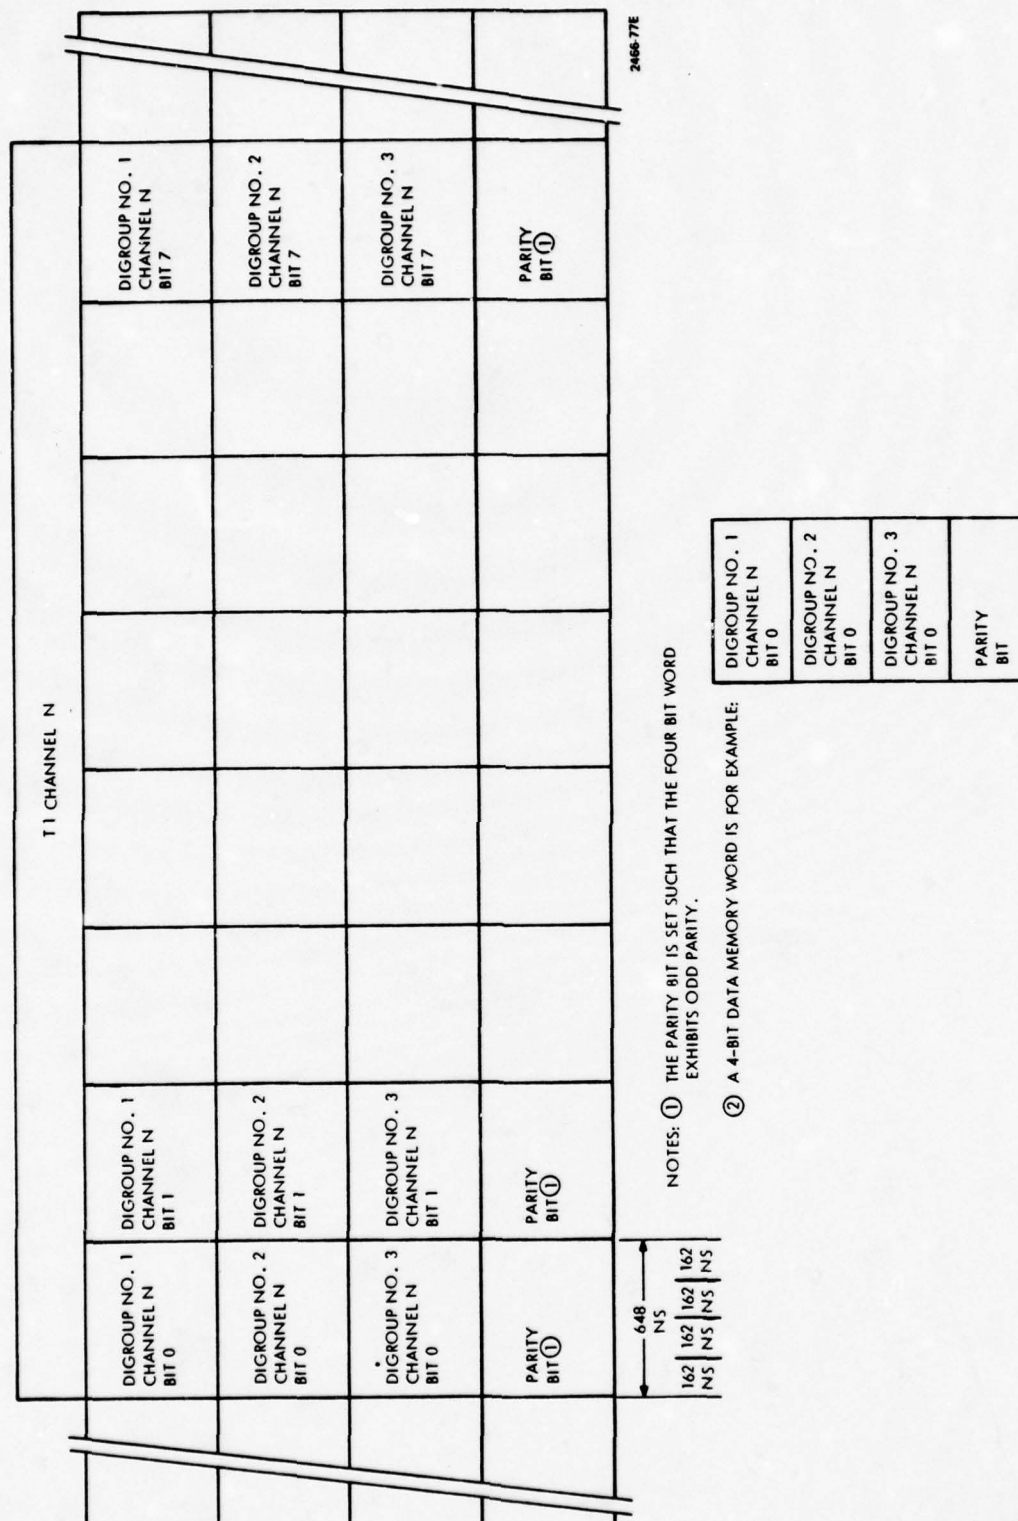 T1 CHANNEL N
DIGROUP NO. 1
CHANNEL N
BIT 0
DIGROUP NO. 1
CHANNEL N
BIT 1
DIGROUP NO. 1
CHANNEL N
BIT 7
DIGROUP NO. 2
CHANNEL N
BIT 0
DIGROUP NO. 2
CHANNEL N
BIT 1
DIGROUP NO. 2
CHANNEL N
BIT 7
DIGROUP NO. 3
CHANNEL N
BIT 0
DIGROUP NO. 3
CHANNEL N
BIT 1
DIGROUP NO. 3
CHANNEL N
BIT 7
PARITY
BIT ①
PARITY
BIT ①
PARITY
BIT ①
648
NS
162 162 162 162
NS NS NS NS
2466-77E
NOTES: ① THE PARITY BIT IS SET SUCH THAT THE FOUR BIT WORD
EXHIBITS ODD PARITY.
② A 4-BIT DATA MEMORY WORD IS FOR EXAMPLE:
DIGROUP NO. 1
CHANNEL N
BIT 0
DIGROUP NO. 2
CHANNEL N
BIT 0
DIGROUP NO. 3
CHANNEL N
BIT 0
PARITY
BIT